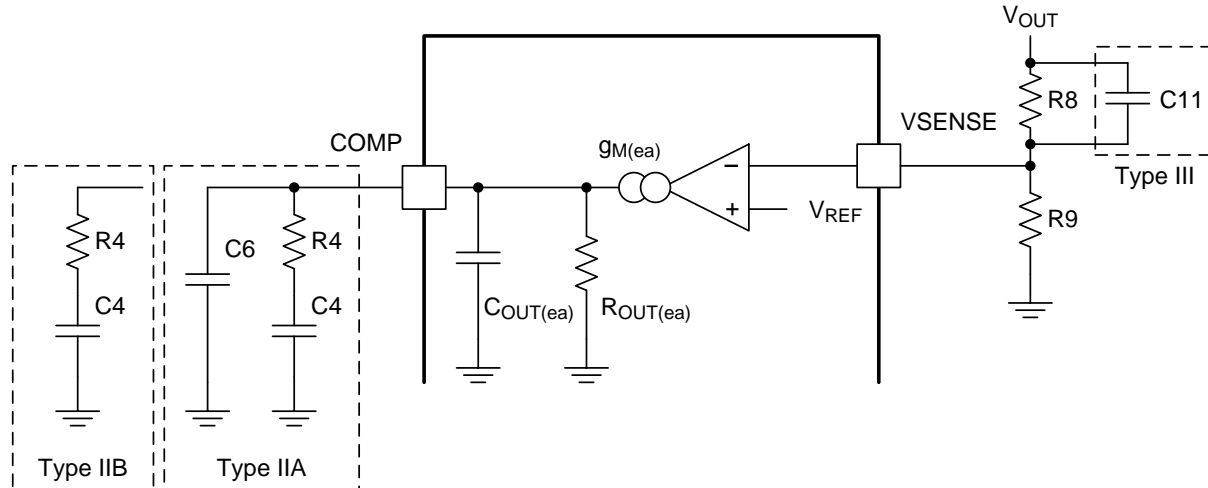 VOUT
R8
C11
VSENSE
COMP
gM(ea)
Type III
R4
C6
R4
−
+
VREF
R9
C4
C4
COUT(ea)
ROUT(ea)
Type IIB
Type IIA